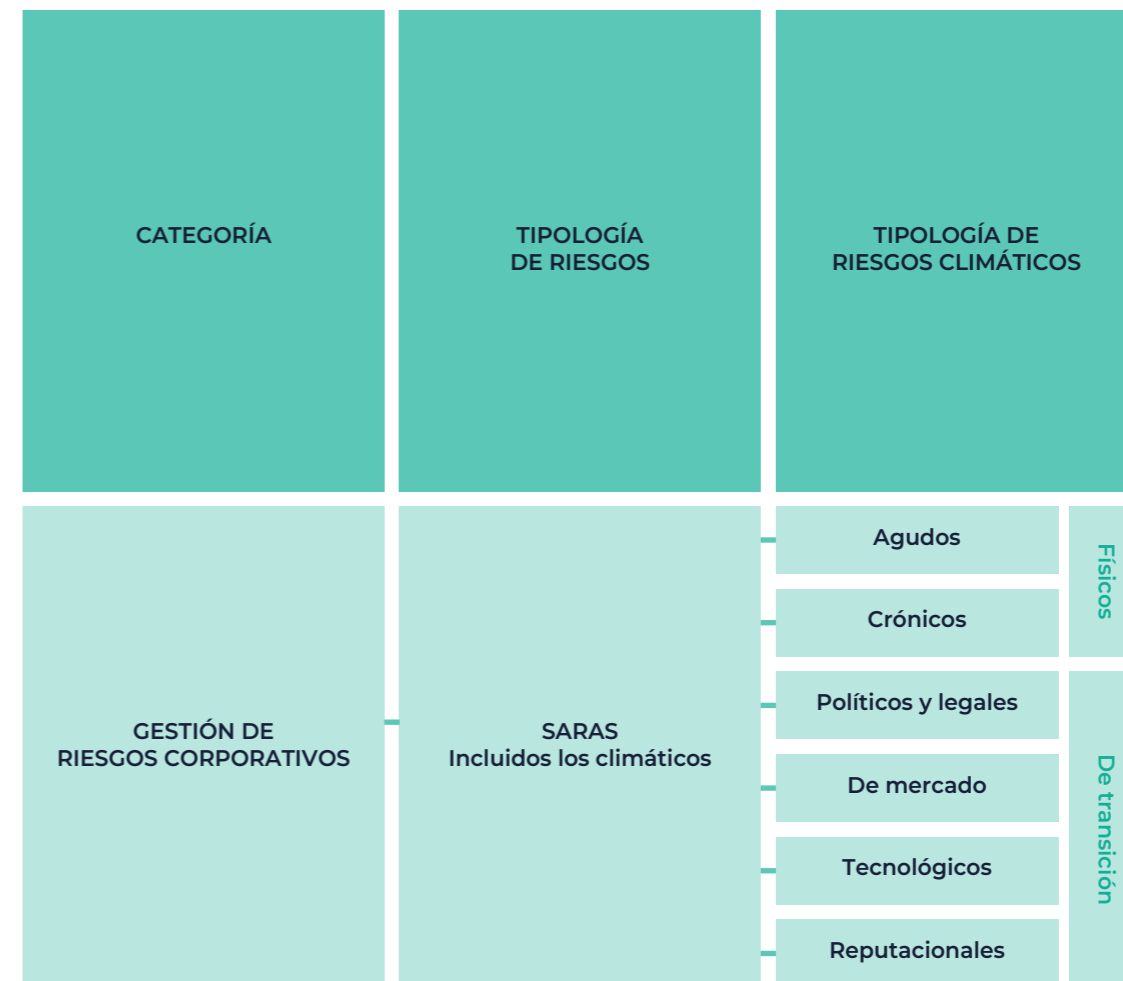 CATEGORÍA
TIPOLOGÍA
DE RIESGOS
TIPOLOGÍA DE
RIESGOS CLIMÁTICOS
GESTIÓN DE
RIESGOS CORPORATIVOS
SARAS
Incluidos los climáticos
Agudos
Crónicos
Físicos
Políticos y legales
De mercado
Tecnológicos
Reputacionales
De transición